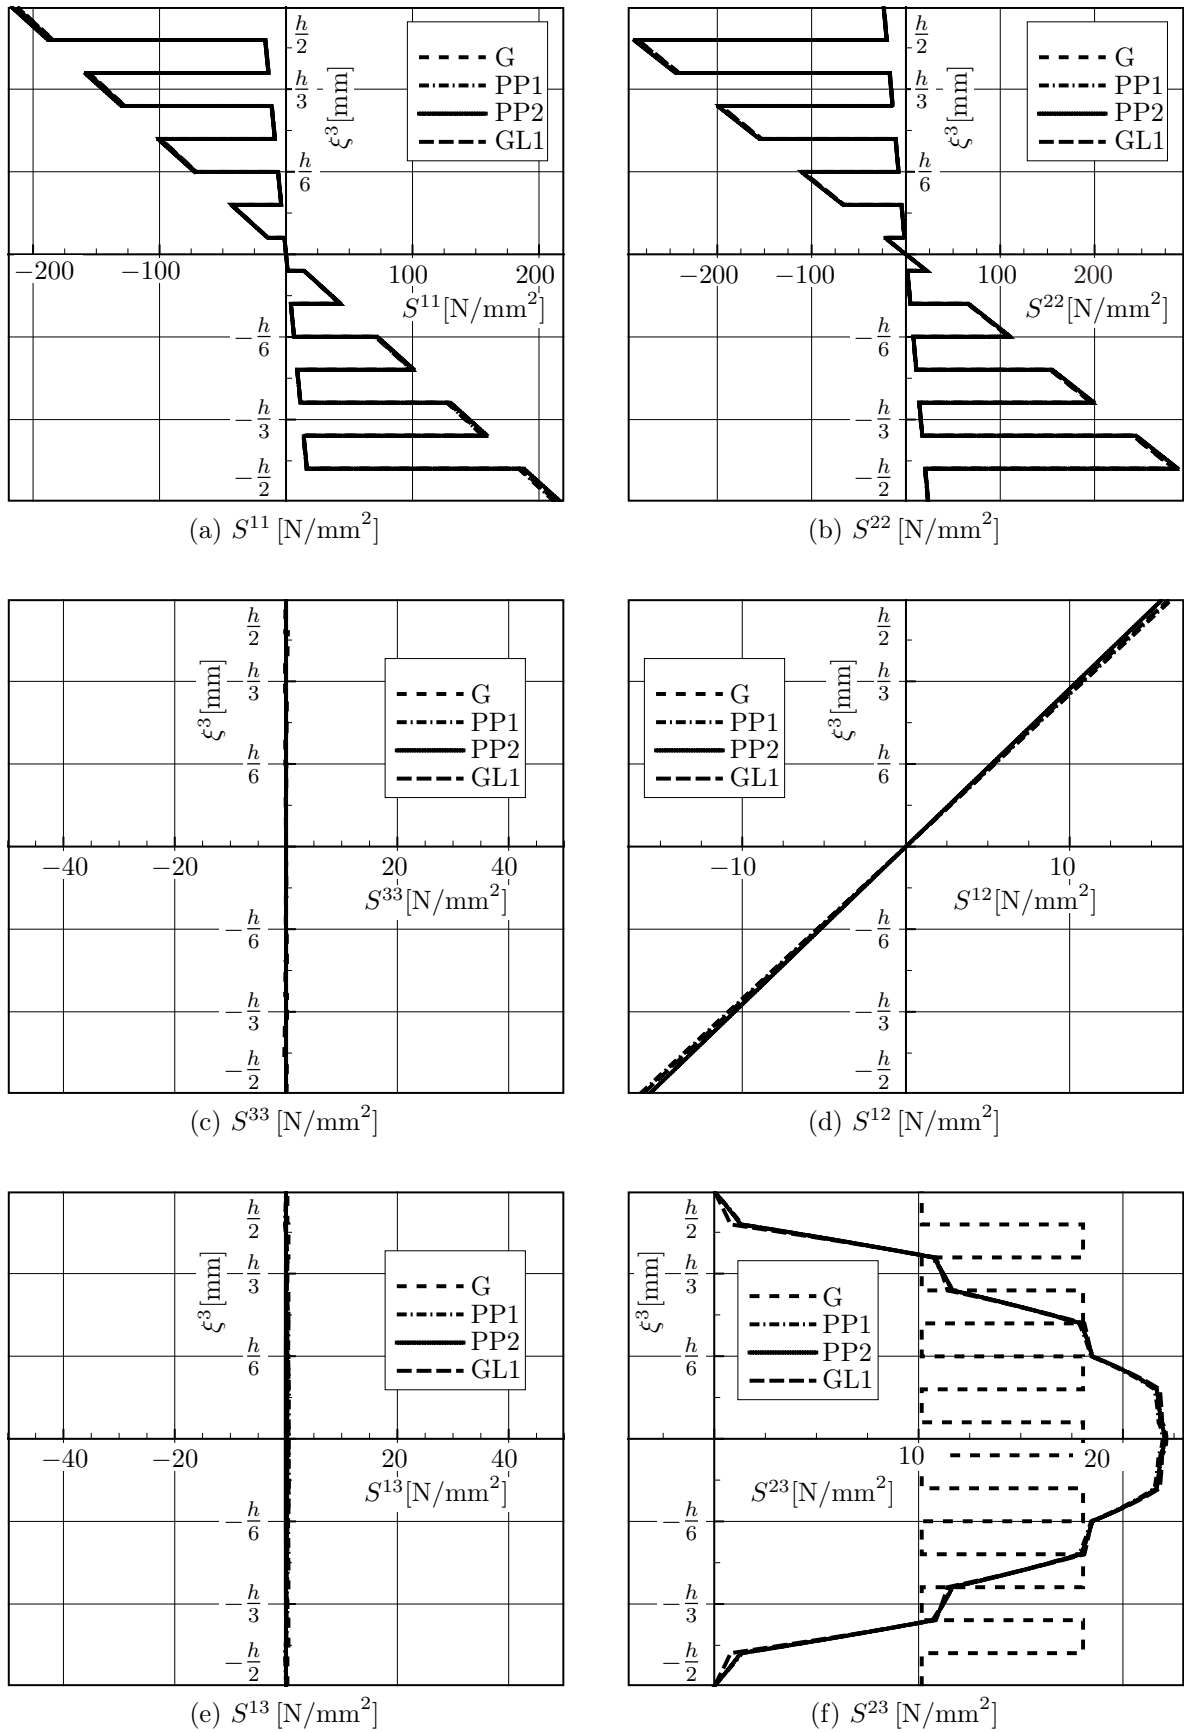 h/2
h/3
h/6
ξ³[mm]
G
PP1
PP2
GL1
−200
−100
100
200
S¹¹[N/mm²]
−h/6
−h/3
−h/2
(a) S¹¹ [N/mm²]
h/2
h/3
h/6
ξ³[mm]
G
PP1
PP2
GL1
−200
−100
100
200
S²²[N/mm²]
−h/6
−h/3
−h/2
(b) S²² [N/mm²]
h/2
h/3
h/6
ξ³[mm]
G
PP1
PP2
GL1
−40
−20
20
40
S³³[N/mm²]
−h/6
−h/3
−h/2
(c) S³³ [N/mm²]
G
PP1
PP2
GL1
h/2
h/3
h/6
ξ³[mm]
−10
10
S¹²[N/mm²]
−h/6
−h/3
−h/2
(d) S¹² [N/mm²]
h/2
h/3
h/6
ξ³[mm]
G
PP1
PP2
GL1
−40
−20
20
40
S¹³[N/mm²]
−h/6
−h/3
−h/2
(e) S¹³ [N/mm²]
h/2
h/3
h/6
ξ³[mm]
G
PP1
PP2
GL1
10
20
S²³[N/mm²]
−h/6
−h/3
−h/2
(f) S²³ [N/mm²]